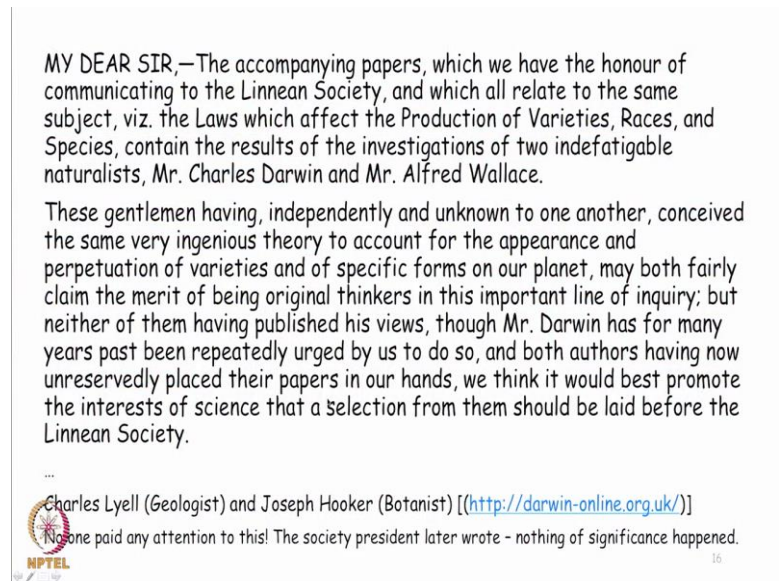 MY DEAR SIR,—The accompanying papers, which we have the honour of
communicating to the Linnean Society, and which all relate to the same
subject, viz. the Laws which affect the Production of Varieties, Races, and
Species, contain the results of the investigations of two indefatigable
naturalists, Mr. Charles Darwin and Mr. Alfred Wallace.
These gentlemen having, independently and unknown to one another, conceived
the same very ingenious theory to account for the appearance and
perpetuation of varieties and of specific forms on our planet, may both fairly
claim the merit of being original thinkers in this important line of inquiry; but
neither of them having published his views, though Mr. Darwin has for many
years past been repeatedly urged by us to do so, and both authors having now
unreservedly placed their papers in our hands, we think it would best promote
the interests of science that a selection from them should be laid before the
Linnean Society.
...
Charles Lyell (Geologist) and Joseph Hooker (Botanist) [(http://darwin-online.org.uk/)]
No one paid any attention to this! The society president later wrote – nothing of significance happened.
NPTEL
16